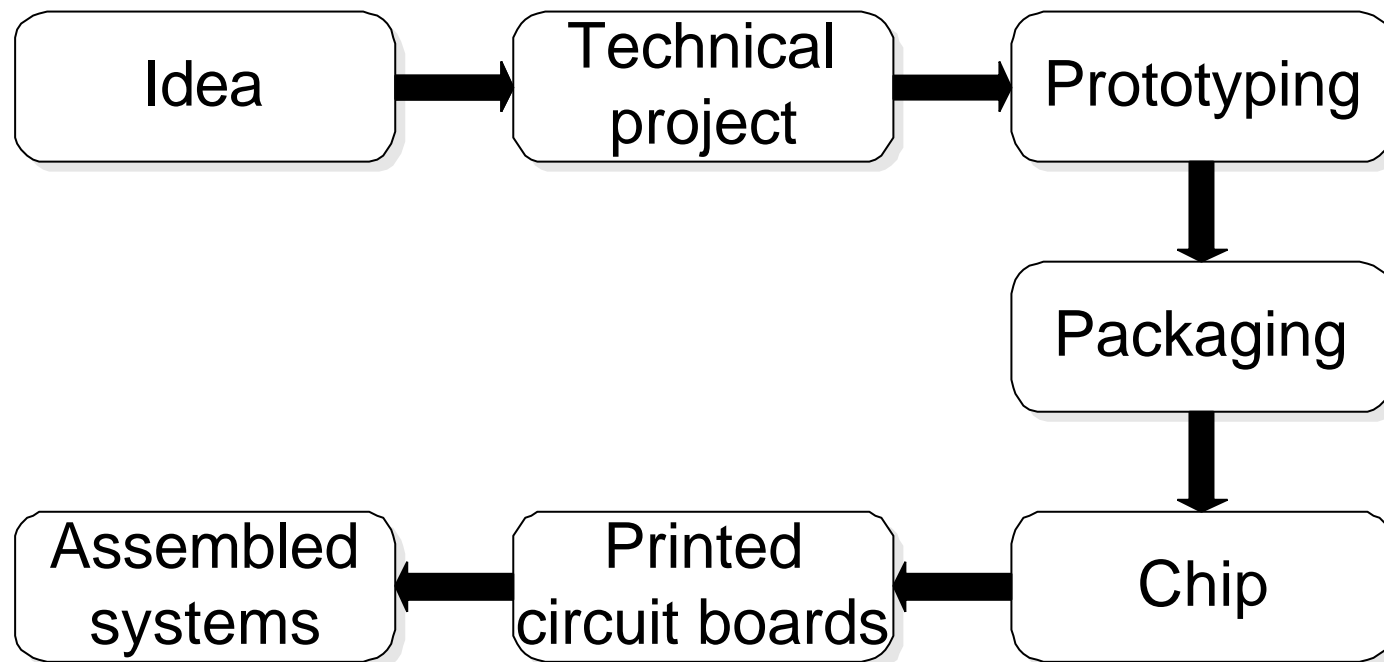 Idea
Technical
project
Prototyping
Packaging
Chip
Printed
circuit boards
Assembled
systems